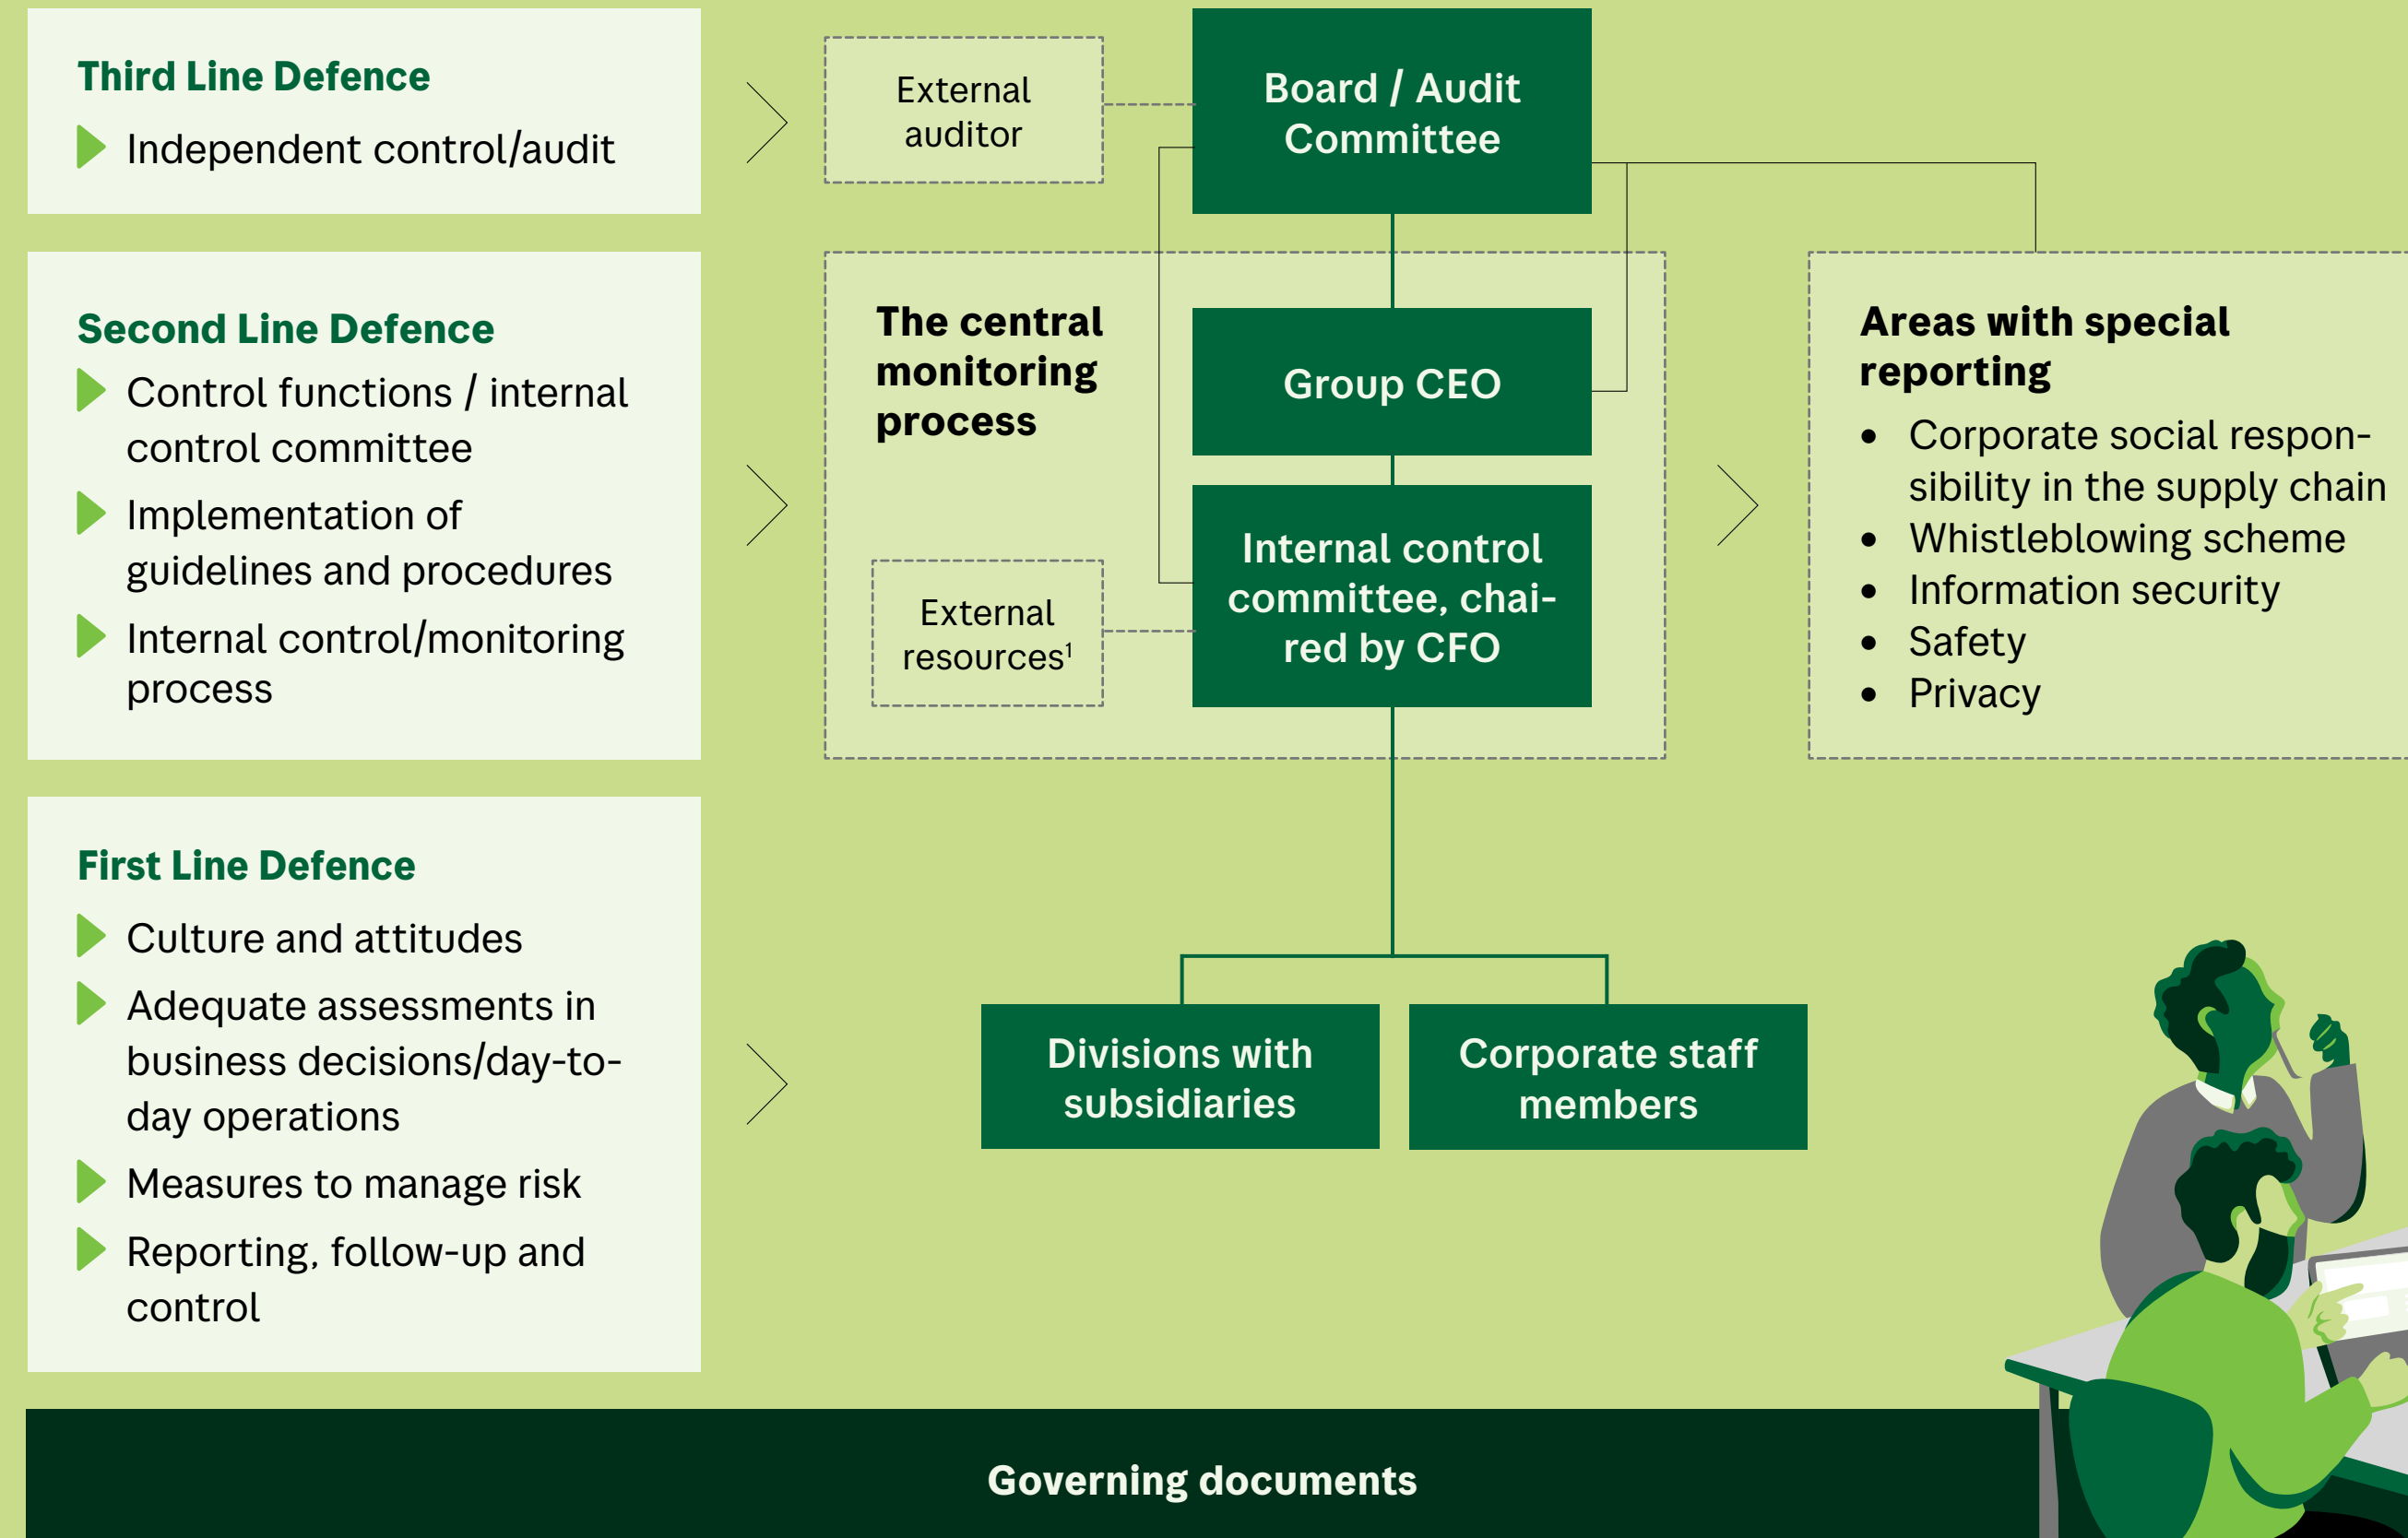 Third Line Defence
Independent control/audit
External
auditor
Board / Audit
Committee
Second Line Defence
Control functions / internal
control committee
Implementation of
guidelines and procedures
Internal control/monitoring
process
The central
monitoring
process
Group CEO
Internal control
committee, chai-
red by CFO
External
resources¹
Areas with special
reporting
• Corporate social respon-
sibility in the supply chain
• Whistleblowing scheme
• Information security
• Safety
• Privacy
First Line Defence
Culture and attitudes
Adequate assessments in
business decisions/day-to-
day operations
Measures to manage risk
Reporting, follow-up and
control
Divisions with
subsidiaries
Corporate staff
members
Governing documents